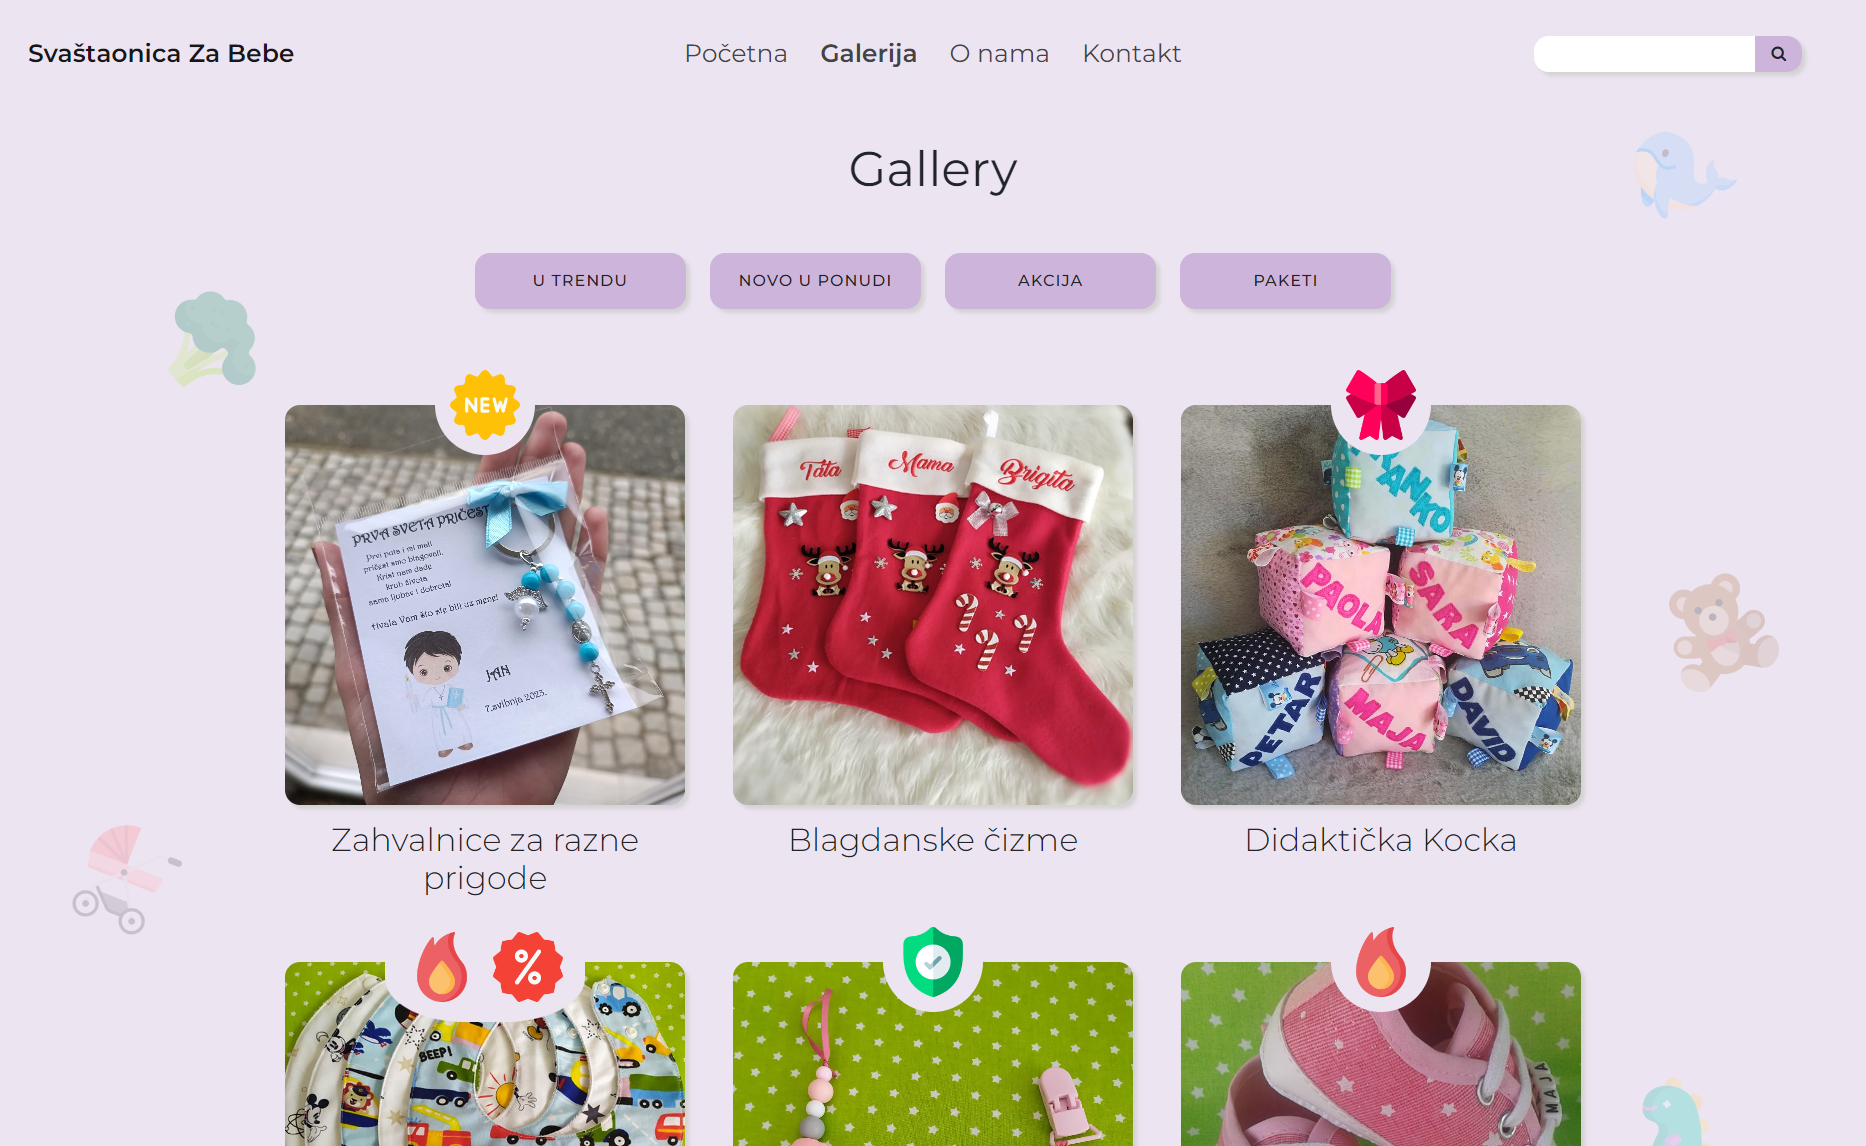 Svaštaonica Za Bebe
Početna
Galerija
O nama
Kontakt
Gallery
U TRENDU
NOVO U PONUDI
AKCIJA
PAKETI
NEW
PRVA SVETA PRIČEST
Prvi puta i mi mali
pričest smo blagovali.
Krist nam dade
kruh života
samo ljubav i dobrota!
Hvala Vam što ste bili uz mene!
JAN
7.svibnja 2023.
Tata
Mama
Brigita
RANKO
PAOLA
SARA
PETAR
MAJA
DAVID
Zahvalnice za razne
prigode
Blagdanske čizme
Didaktička Kocka
%
BEEP!
MAJA